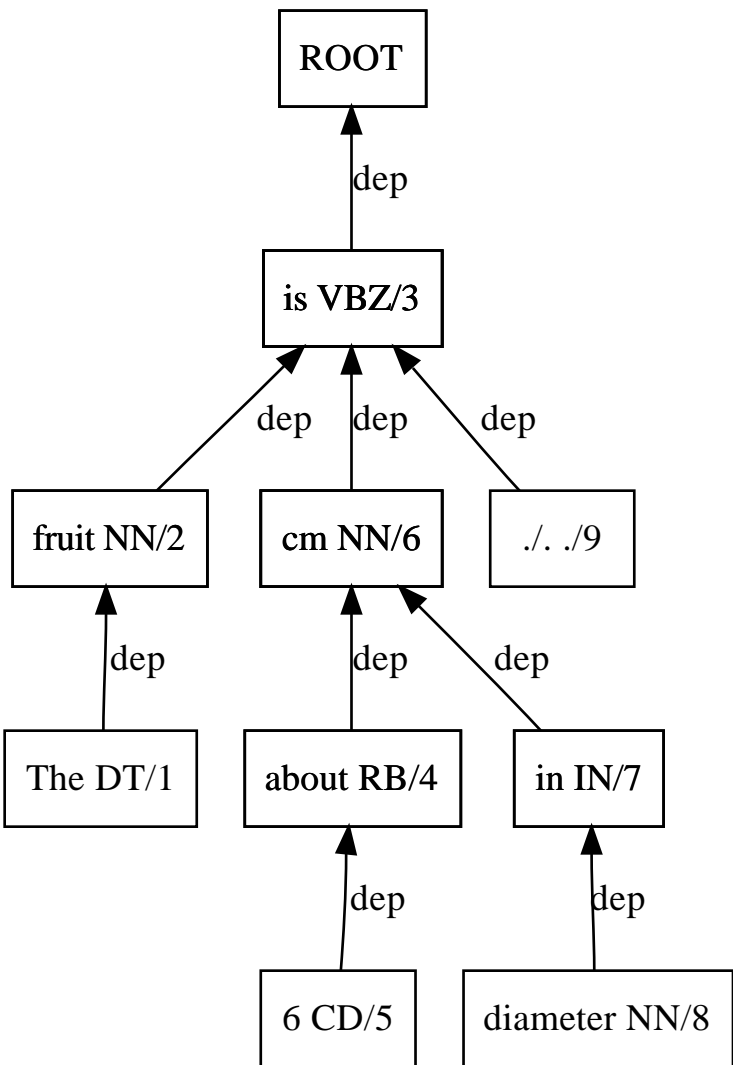 ROOT
dep
is VBZ/3
dep dep dep
fruit NN/2 cm NN/6 ./. ./9
dep dep dep
The DT/1 about RB/4 in IN/7
dep dep
6 CD/5 diameter NN/8